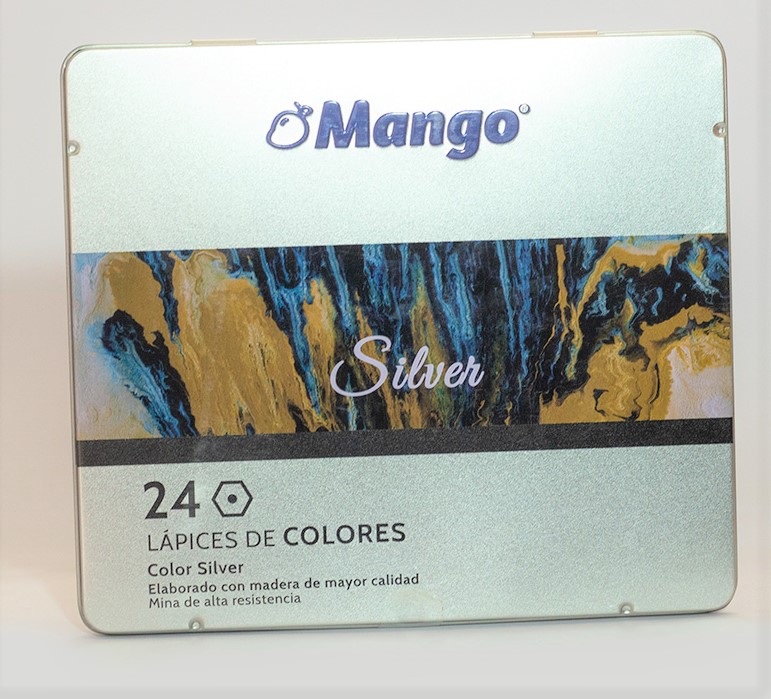 Mango®
Silver
24
LÁPICES DE COLORES
Color Silver
Elaborado con madera de mayor calidad
Mina de alta resistencia